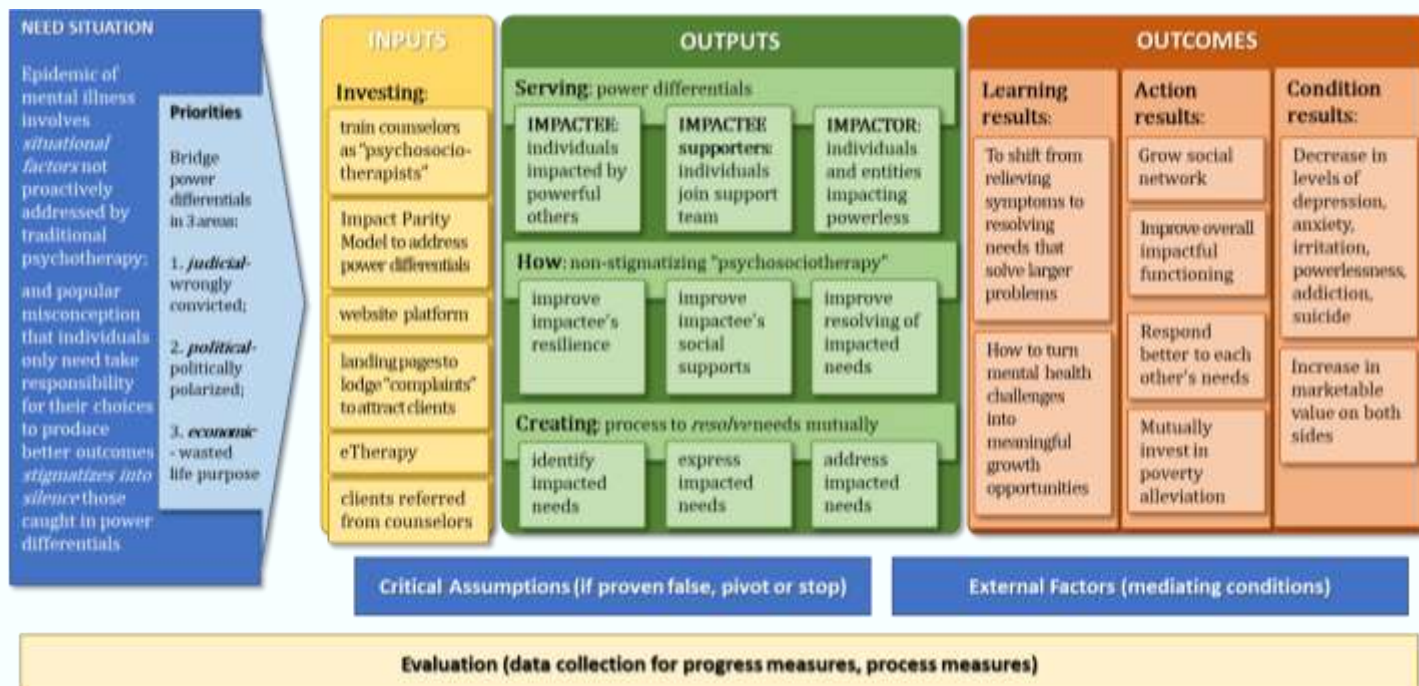 NEED SITUATION
Epidemic of
mental illness
involves
situational
factors not
proactively
addressed by
traditional
psychotherapy;
and popular
misconception
that individuals
only need take
responsibility
for their choices
to produce
better outcomes
stigmatizes into
silence those
caught in power
differentials
Priorities
Bridge
power
differentials
in 3 areas:
1. judicial-
wrongly
convicted;
2. political-
politically
polarized;
3. economic
- wasted
life purpose
INPUTS
Investing:
train counselors
as "psychosocio-
therapists"
Impact Parity
Model to address
power differentials
website platform
landing pages to
lodge "complaints"
to attract clients
eTherapy
clients referred
from counselors
OUTPUTS
Serving: power differentials
IMPACTEE:
individuals
impacted by
powerful
others
IMPACTEE
supporters:
individuals
join support
team
IMPACTOR:
individuals
and entities
impacting
powerless
How: non-stigmatizing "psychosociotherapy"
improve
impactee's
resilience
improve
impactee's
social
supports
improve
resolving of
impacted
needs
Creating: process to resolve needs mutually
identify
impacted
needs
express
impacted
needs
address
impacted
needs
OUTCOMES
Learning
results:
To shift from
relieving
symptoms to
resolving
needs that
solve larger
problems
How to turn
mental health
challenges
into
meaningful
growth
opportunities
Action
results:
Grow social
network
Improve overall
impactful
functioning
Respond
better to each
other's needs
Mutually
invest in
poverty
alleviation
Condition
results:
Decrease in
levels of
depression,
anxiety,
irritation,
powerlessness,
addiction,
suicide
Increase in
marketable
value on both
sides
Critical Assumptions (if proven false, pivot or stop)
External Factors (mediating conditions)
Evaluation (data collection for progress measures, process measures)